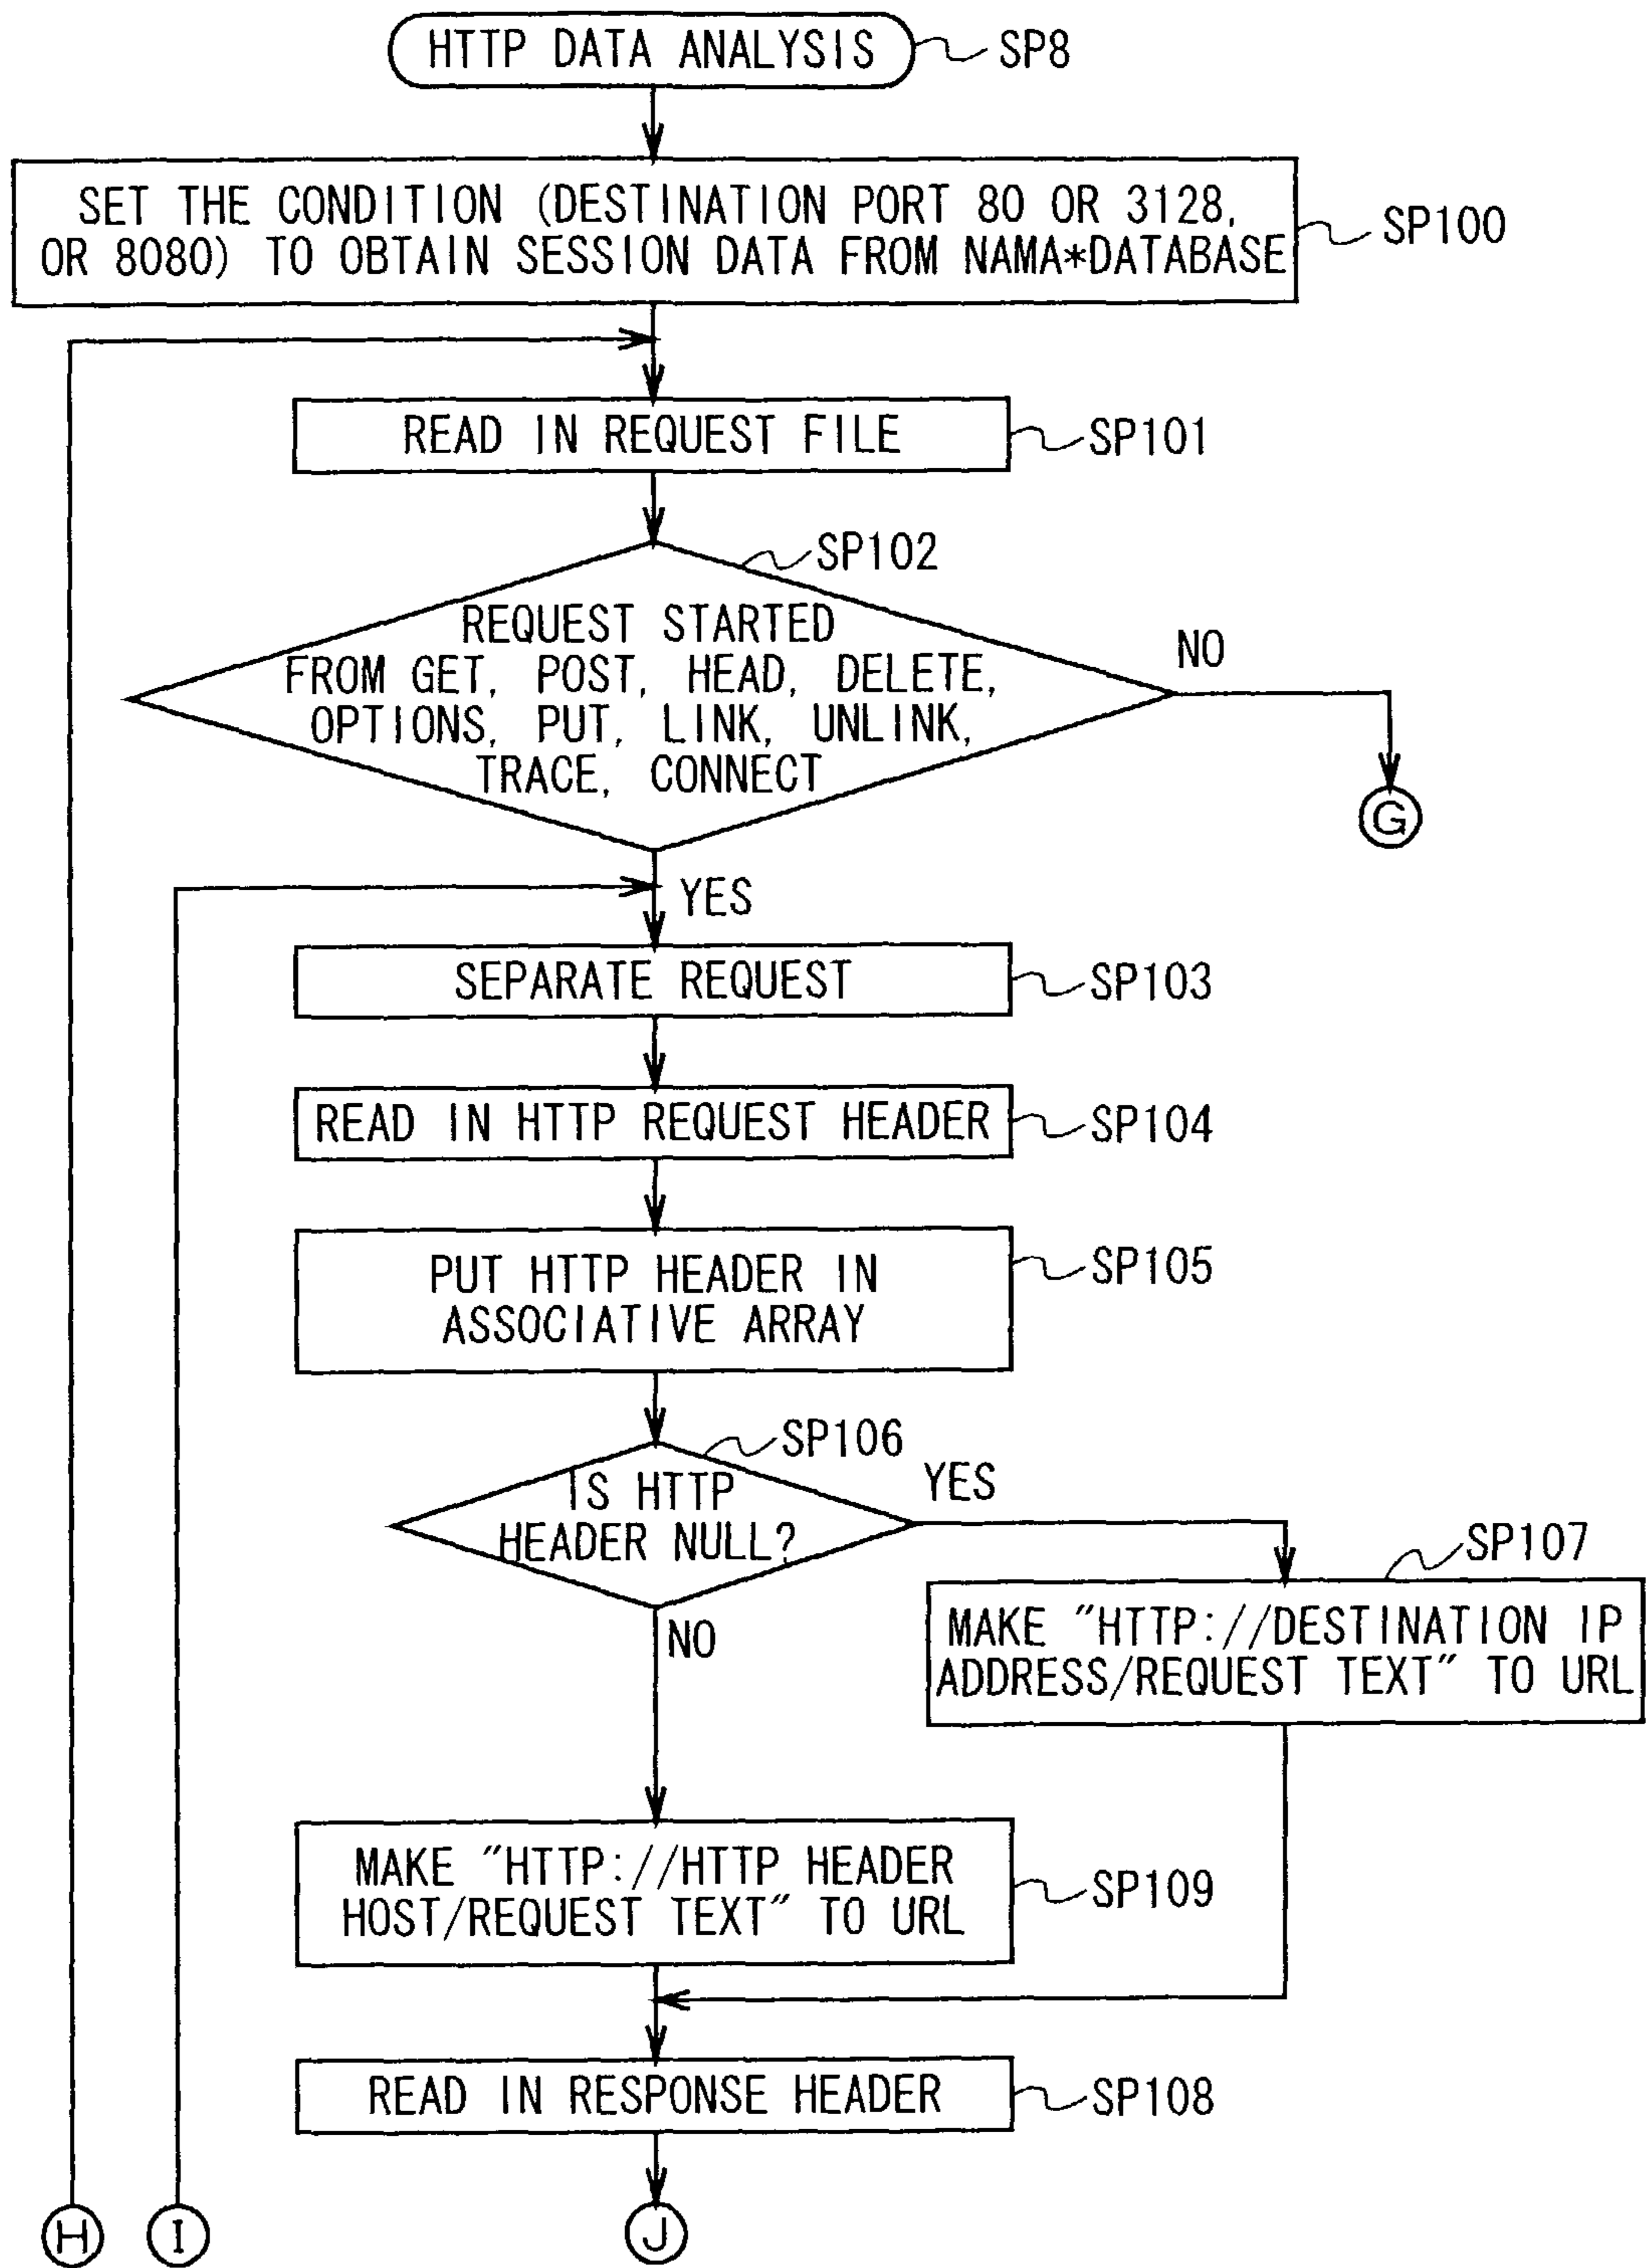 HTTP DATA ANALYSIS
SP8
SET THE CONDITION (DESTINATION PORT 80 OR 3128,
OR 8080) TO OBTAIN SESSION DATA FROM NAMA*DATABASE
SP100
READ IN REQUEST FILE
SP101
SP102
REQUEST STARTED
FROM GET, POST, HEAD, DELETE,
OPTIONS, PUT, LINK, UNLINK,
TRACE, CONNECT
NO
G
YES
SEPARATE REQUEST
SP103
READ IN HTTP REQUEST HEADER
SP104
PUT HTTP HEADER IN
ASSOCIATIVE ARRAY
SP105
SP106
IS HTTP
HEADER NULL?
YES
NO
SP107
MAKE "HTTP://DESTINATION IP
ADDRESS/REQUEST TEXT" TO URL
MAKE "HTTP://HTTP HEADER
HOST/REQUEST TEXT" TO URL
SP109
READ IN RESPONSE HEADER
SP108
H
I
J